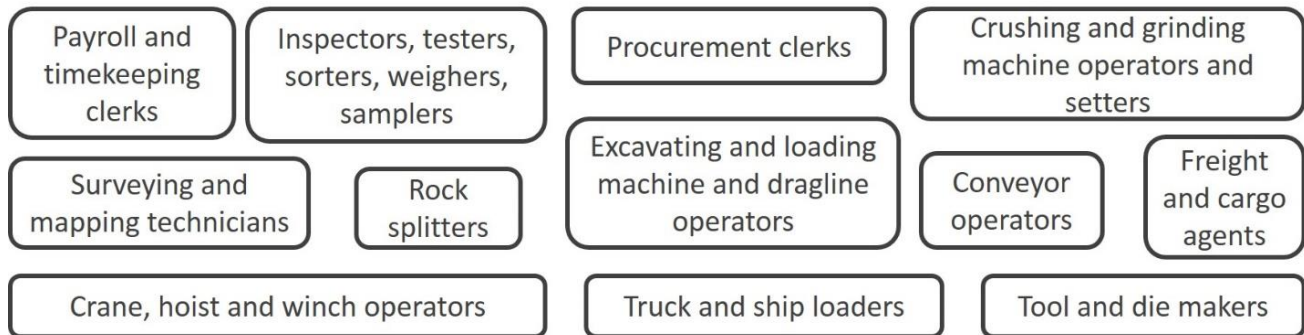 Payroll and
timekeeping
clerks
Inspectors, testers,
sorters, weighers,
samplers
Procurement clerks
Crushing and grinding
machine operators and
setters
Surveying and
mapping technicians
Rock
splitters
Excavating and loading
machine and dragline
operators
Conveyor
operators
Freight
and cargo
agents
Crane, hoist and winch operators
Truck and ship loaders
Tool and die makers